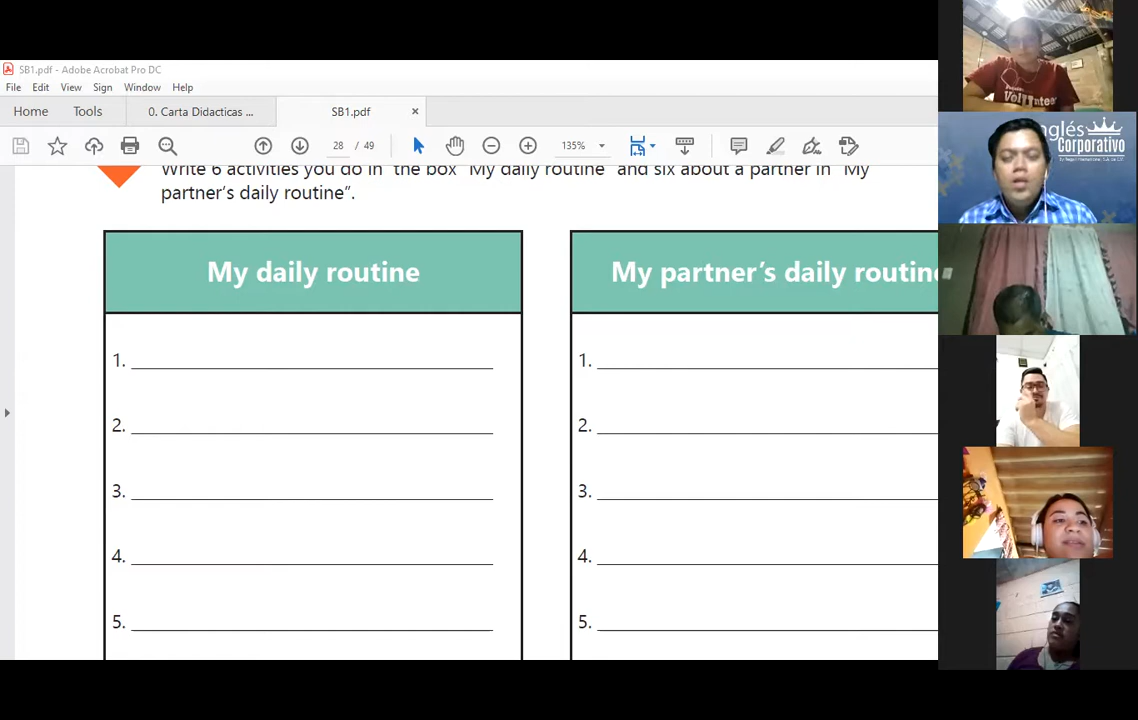 SB1.pdf - Adobe Acrobat Pro DC
File Edit View Sign Window Help
Home Tools 0. Carta Didacticas ... SB1.pdf ×
28 / 49 135%
Write 6 activities you do in "the box "My daily routine" and six about a partner in "My
partner's daily routine".
My daily routine
1.
2.
3.
4.
5.
My partner's daily routine
1.
2.
3.
4.
5.
Volunteer
Inglés
Corporativo